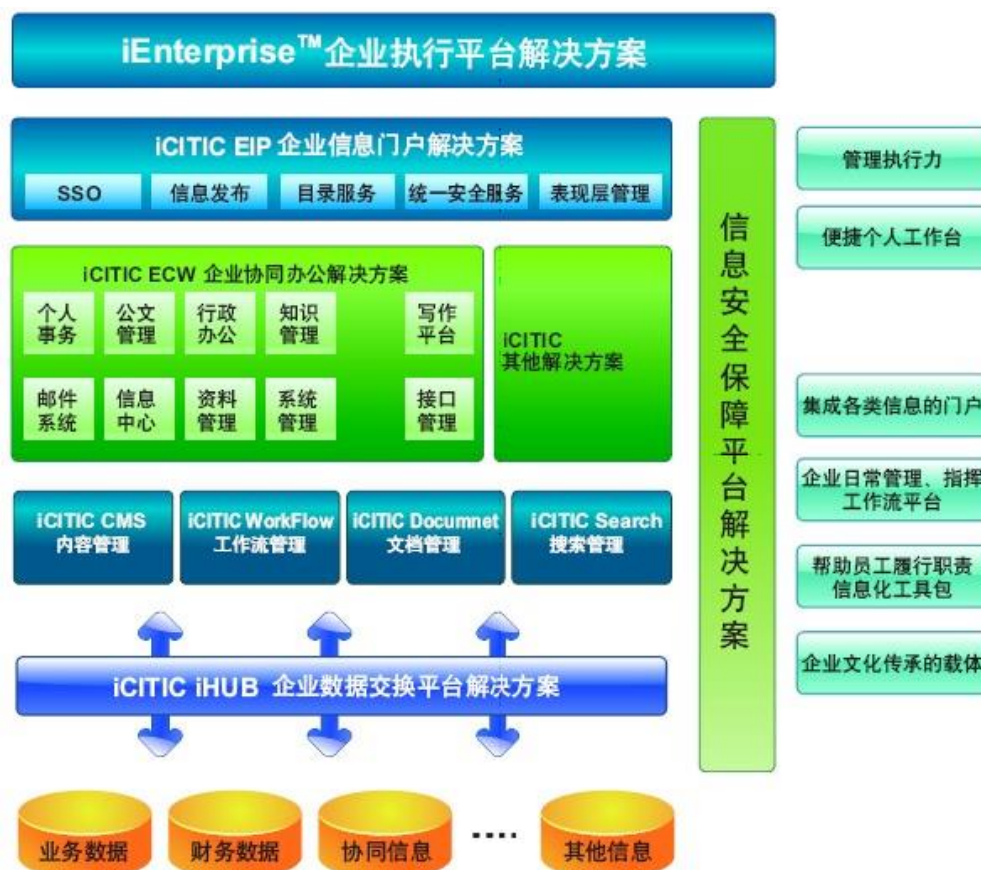 iEnterprise™企业执行平台解决方案
iCITIC EIP 企业信息门户解决方案
SSO
信息发布
目录服务
统一安全服务
表现层管理
iCITIC ECW 企业协同办公解决方案
个人
事务
公文
管理
行政
办公
知识
管理
写作
平台
邮件
系统
信息
中心
资料
管理
系统
管理
接口
管理
iCITIC
其他解决方案
iCITIC CMS
内容管理
iCITIC WorkFlow
工作流管理
iCITIC Documnet
文档管理
iCITIC Search
搜索管理
iCITIC iHUB 企业数据交换平台解决方案
业务数据
财务数据
协同信息
····
其他信息
信息安全保障平台解决方案
管理执行力
便捷个人工作台
集成各类信息的门户
企业日常管理、指挥
工作流平台
帮助员工履行职责
信息化工具包
企业文化传承的载体